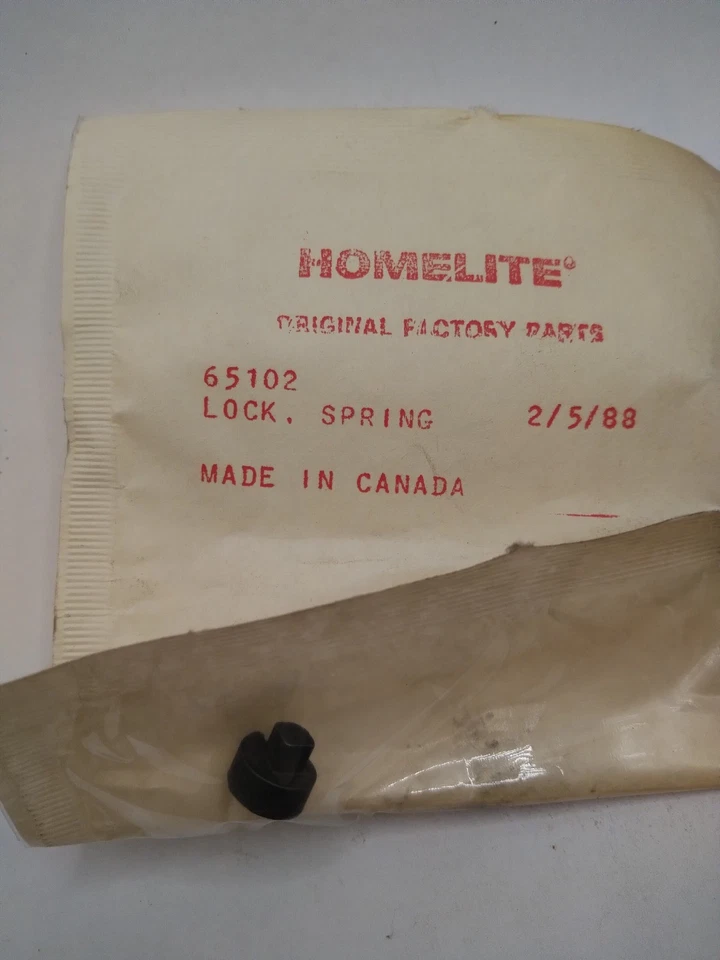 HOMELITE®
ORIGINAL FACTORY PARTS
65102
LOCK, SPRING 2/5/88
MADE IN CANADA